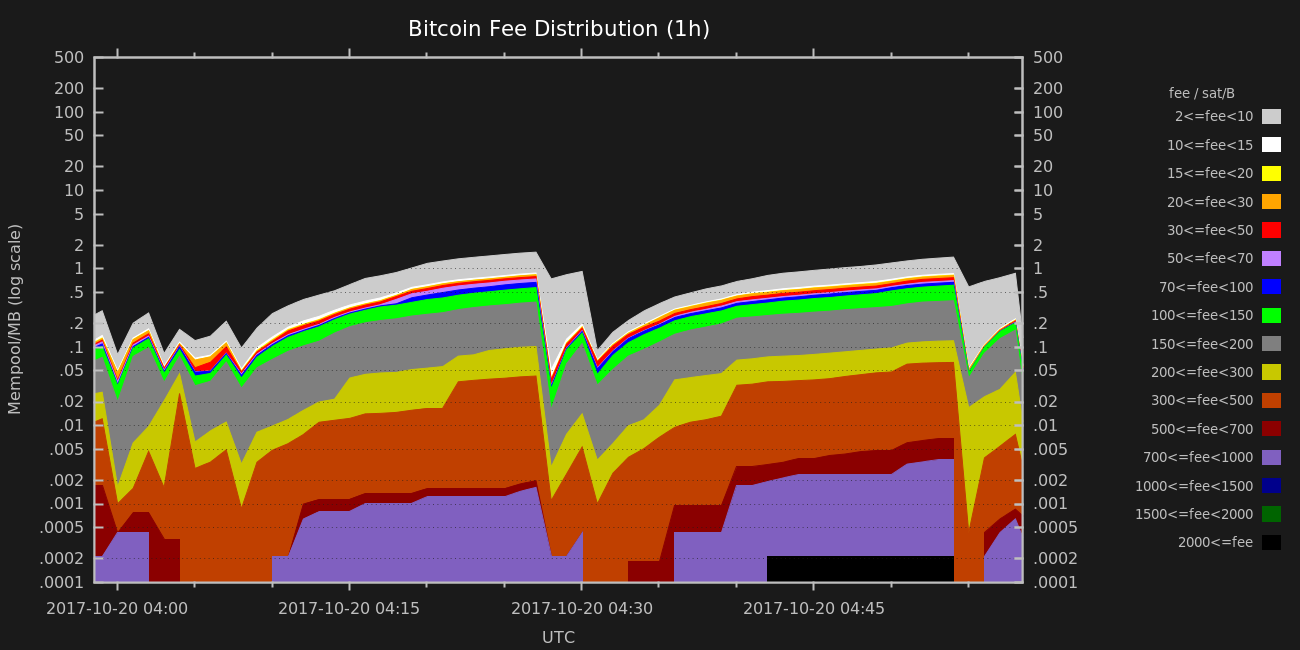 Bitcoin Fee Distribution (1h)
Mempool/MB (log scale)
500
200
100
50
20
10
5
2
1
.5
.2
.1
.05
.02
.01
.005
.002
.001
.0005
.0002
.0001
500
200
100
50
20
10
5
2
1
.5
.2
.1
.05
.02
.01
.005
.002
.001
.0005
.0002
.0001
2017-10-20 04:00
2017-10-20 04:15
2017-10-20 04:30
2017-10-20 04:45
UTC
fee / sat/B
2<=fee<10
10<=fee<15
15<=fee<20
20<=fee<30
30<=fee<50
50<=fee<70
70<=fee<100
100<=fee<150
150<=fee<200
200<=fee<300
300<=fee<500
500<=fee<700
700<=fee<1000
1000<=fee<1500
1500<=fee<2000
2000<=fee